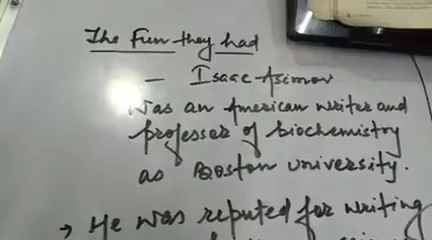 The Fun they had
— Isaac Asimov
was an American writer and
professor of biochemistry
as Boston university.
→ He was reputed for writing